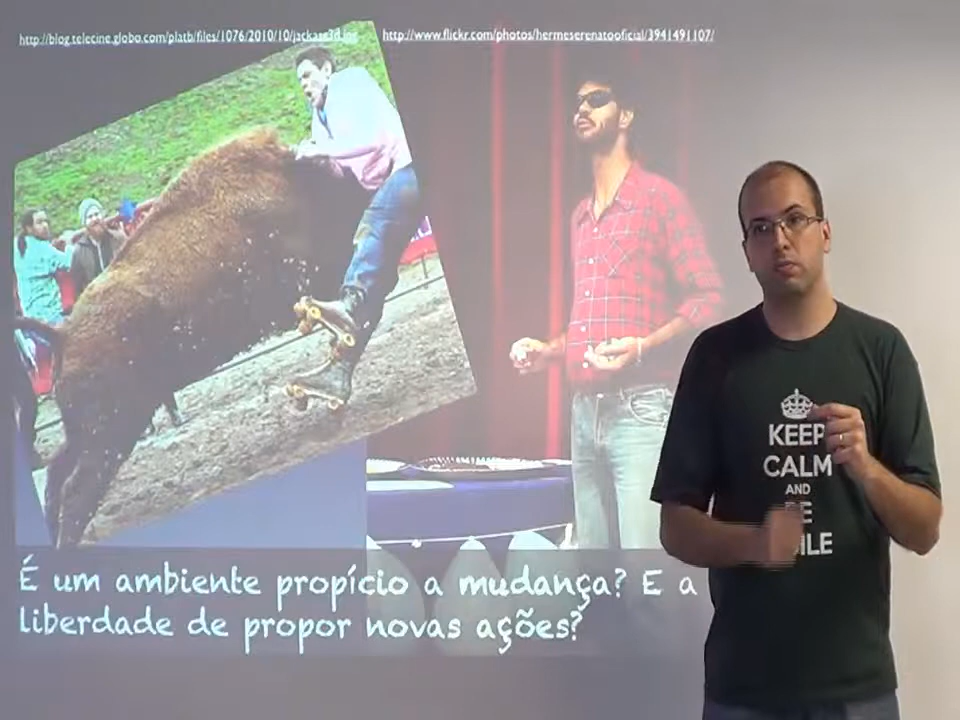 http://blog.telecine.globo.com/platb/files/1076/2010/10/jackass3d.jpg
http://www.flickr.com/photos/hermeserenatooficial/3941491107/
É um ambiente propício a mudança? E a
liberdade de propor novas ações?
KEEP
CALM
AND